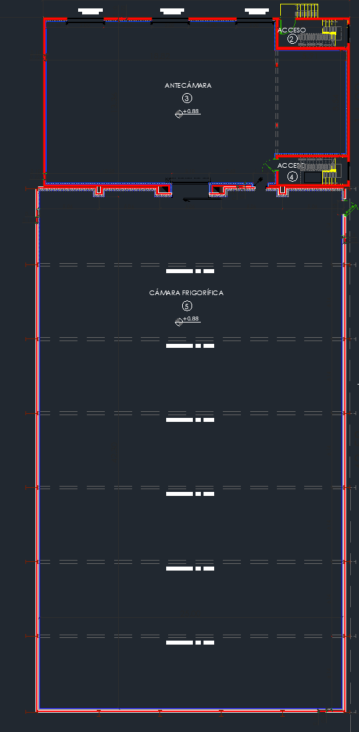 ACCESO
2
ANTECÁMARA
3
+0.88
ACCESO
4
CÁMARA FRIGORÍFICA
5
+0.88